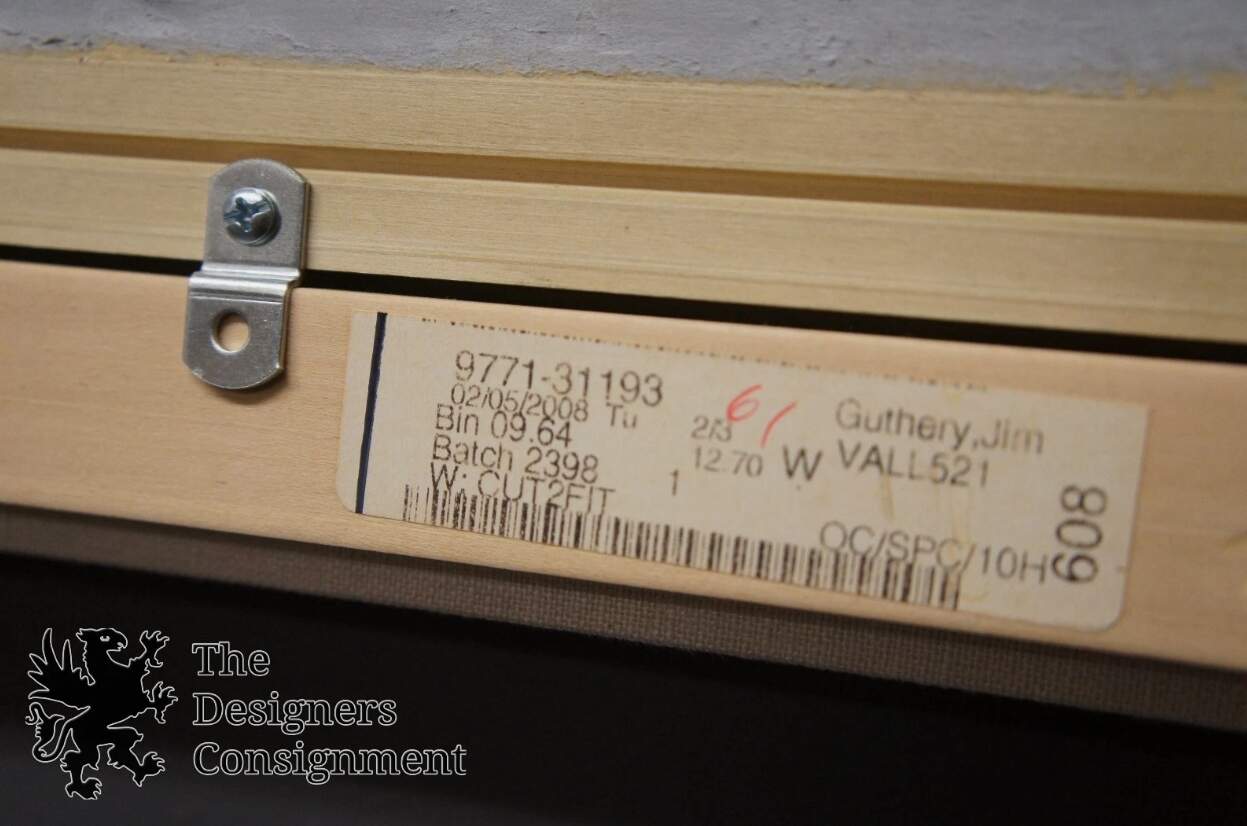 9771-31193
02/05/2008 Tu
Bin 09.64
Batch 2398
W: CUT2FIT
1
2/3
61
12.70 W
Guthery,Jim
VALL521
OC/SPC/10H
809
The
Designers
Consignment